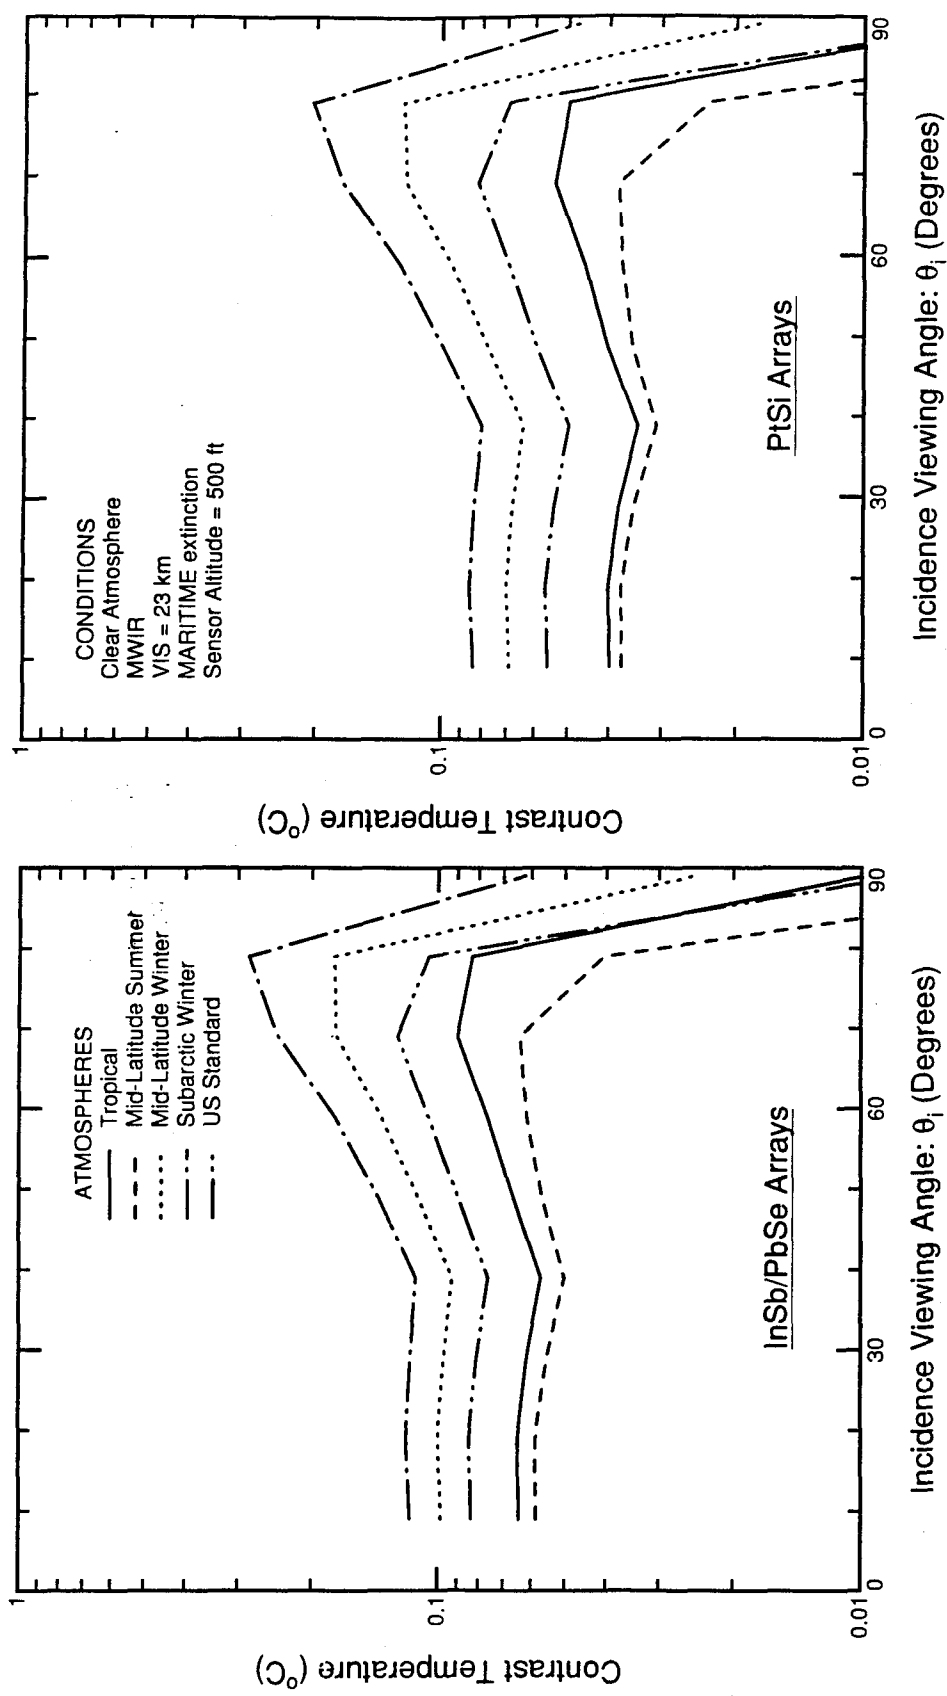 1
0.1
0.01
Contrast Temperature (°C)
ATMOSPHERES
Tropical
Mid-Latitude Summer
Mid-Latitude Winter
Subarctic Winter
US Standard
InSb/PbSe Arrays
0
30
60
90
Incidence Viewing Angle: θi (Degrees)
1
0.1
0.01
Contrast Temperature (°C)
CONDITIONS
Clear Atmosphere
MWIR
VIS = 23 km
MARITIME extinction
Sensor Altitude = 500 ft
PtSi Arrays
0
30
60
90
Incidence Viewing Angle: θi (Degrees)